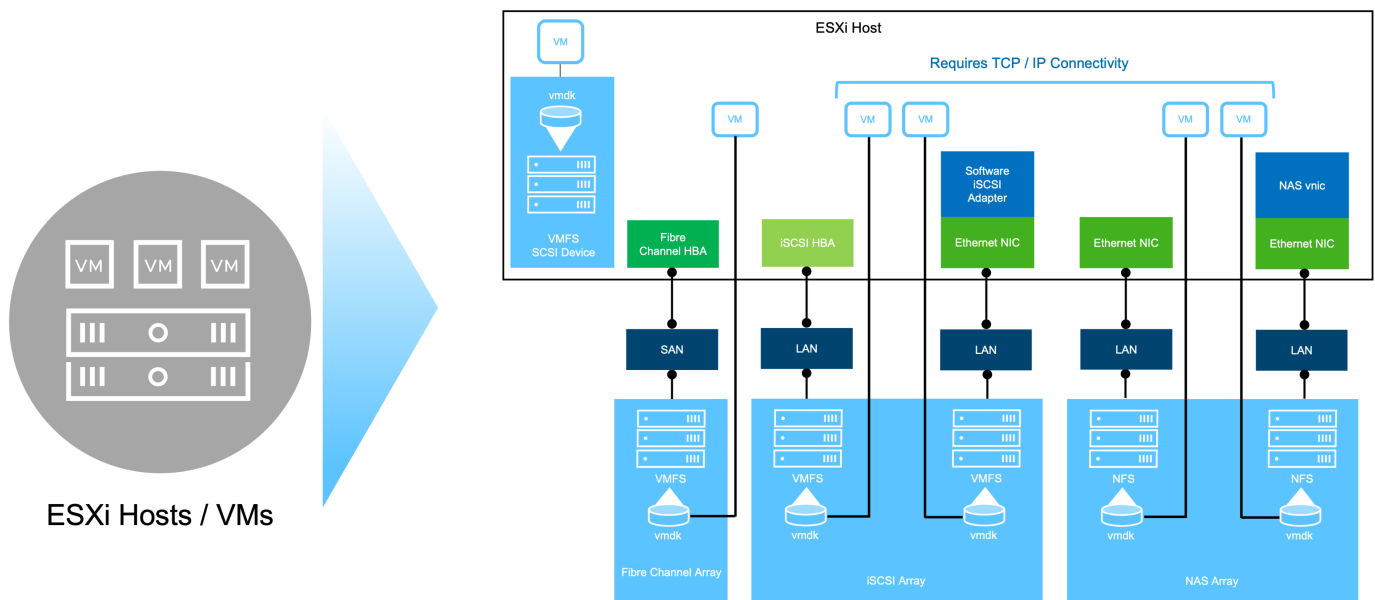 VM
VM
VM
ESXi Hosts / VMs
ESXi Host
VM
vmdk
VMFS
SCSI Device
Requires TCP / IP Connectivity
VM
VM
VM
VM
VM
Fibre
Channel HBA
iSCSI HBA
Software
iSCSI
Adapter
Ethernet NIC
Ethernet NIC
NAS vnic
Ethernet NIC
SAN
LAN
LAN
LAN
LAN
VMFS
vmdk
Fibre Channel Array
VMFS
vmdk
VMFS
vmdk
iSCSI Array
NFS
vmdk
NFS
vmdk
NAS Array